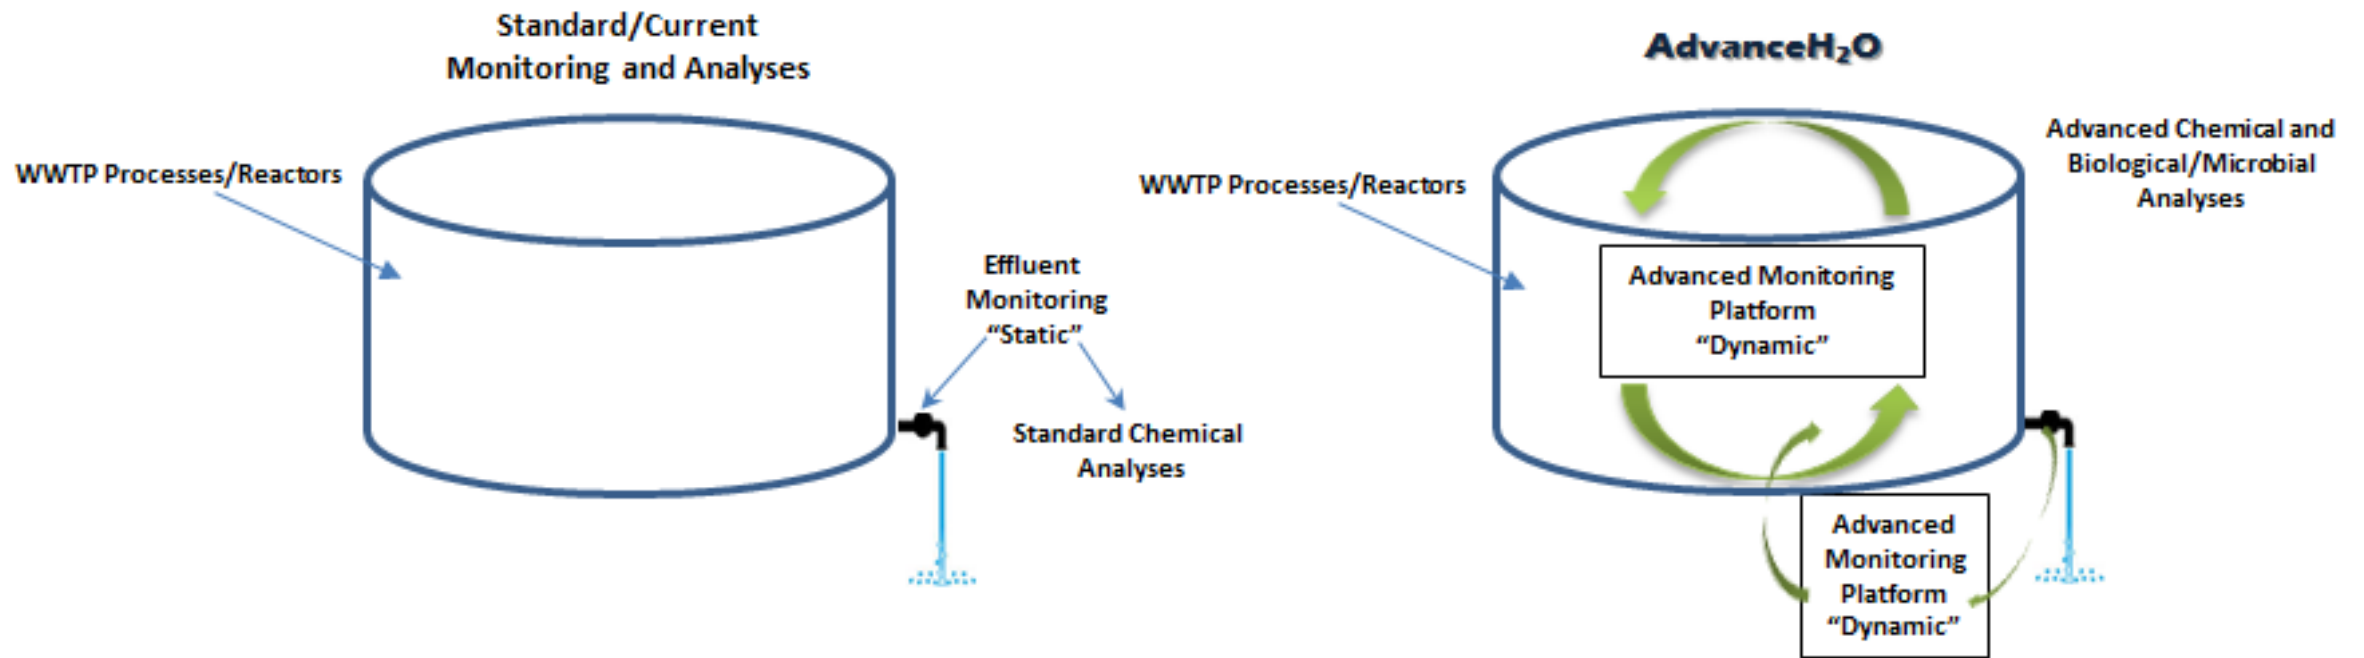 Standard/Current
Monitoring and Analyses
WWTP Processes/Reactors
Effluent
Monitoring
“Static”
Standard Chemical
Analyses
AdvanceH₂O
WWTP Processes/Reactors
Advanced Chemical and
Biological/Microbial
Analyses
Advanced Monitoring
Platform
“Dynamic”
Advanced
Monitoring
Platform
“Dynamic”